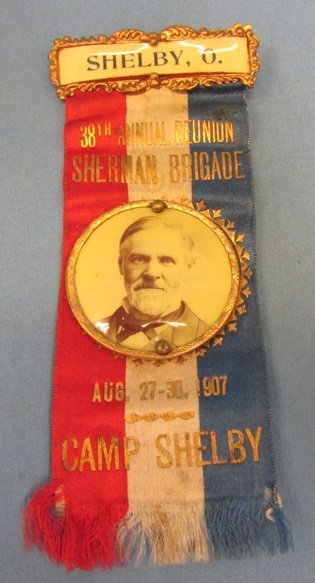 SHELBY, O.
38TH ANNUAL REUNION
SHERMAN BRIGADE
AUG. 27-30, 1907
CAMP SHELBY